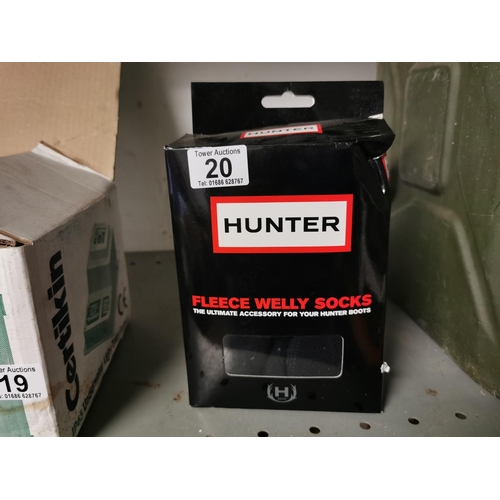 HUNTER
Tower Auctions
20
Tel: 01686 628767
HUNTER
FLEECE WELLY SOCKS
THE ULTIMATE ACCESSORY FOR YOUR HUNTER BOOTS
H
Certikin
Auctions
19
01686 628767